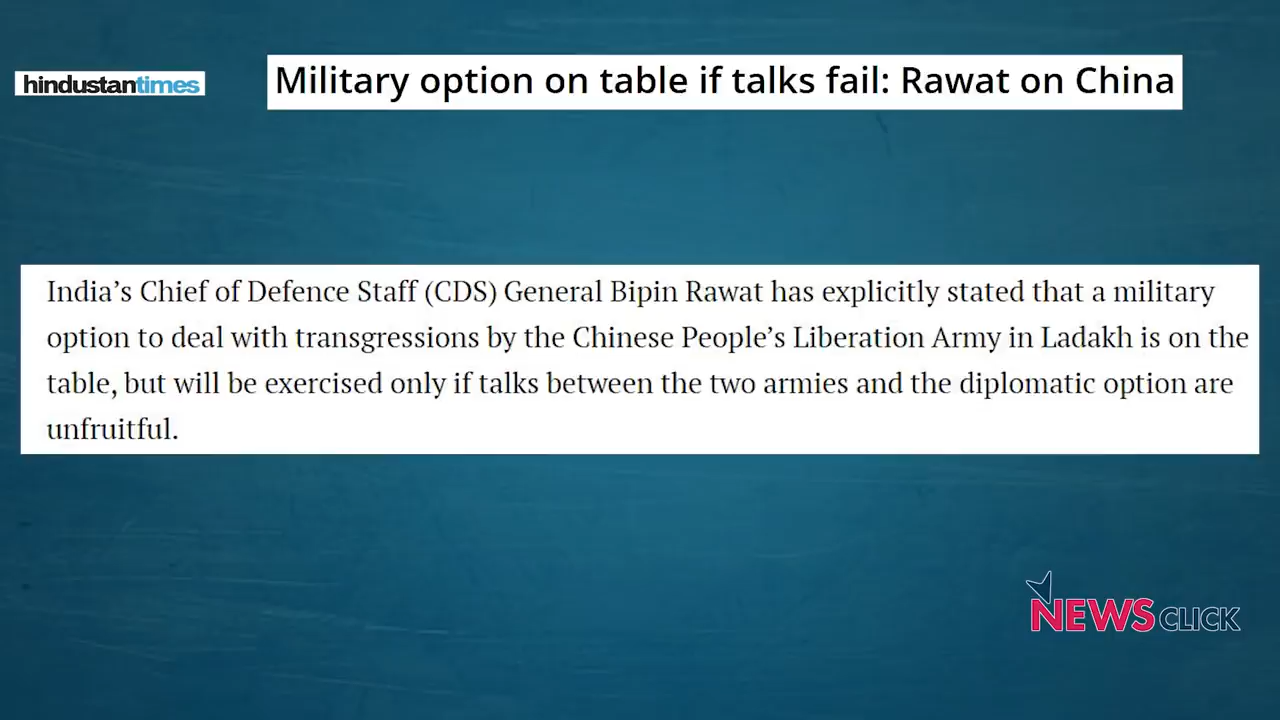 hindustantimes
Military option on table if talks fail: Rawat on China
India’s Chief of Defence Staff (CDS) General Bipin Rawat has explicitly stated that a military
option to deal with transgressions by the Chinese People’s Liberation Army in Ladakh is on the
table, but will be exercised only if talks between the two armies and the diplomatic option are
unfruitful.
NEWSCLICK